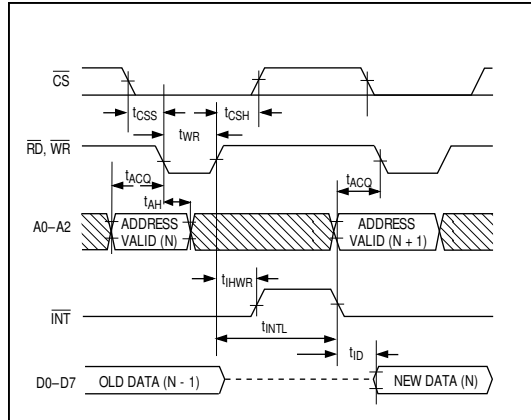 CS
tCSS
tCSH
tWR
RD, WR
tACQ
tACQ
tAH
A0–A2
ADDRESS
VALID (N)
ADDRESS
VALID (N + 1)
tIHWR
INT
tINTL
tID
D0–D7
OLD DATA (N - 1)
NEW DATA (N)